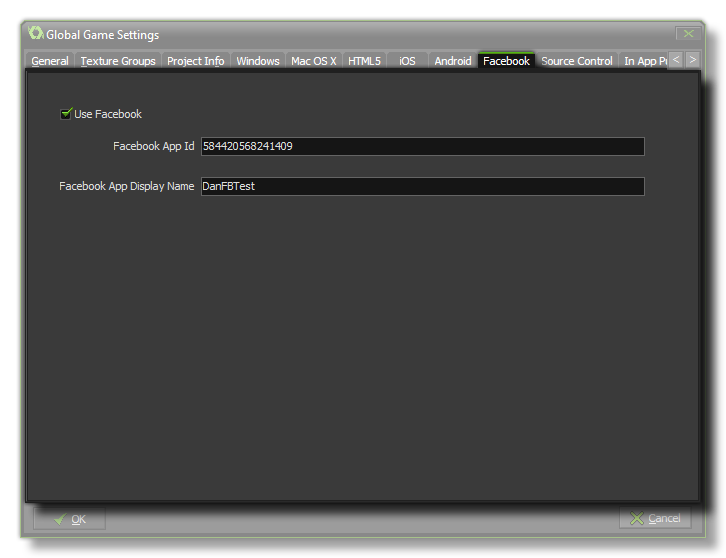 Global Game Settings
General Texture Groups Project Info Windows Mac OS X HTML5 iOS Android Facebook Source Control In App < >
Use Facebook
Facebook App Id 584420568241409
Facebook App Display Name DanFBTest
OK Cancel